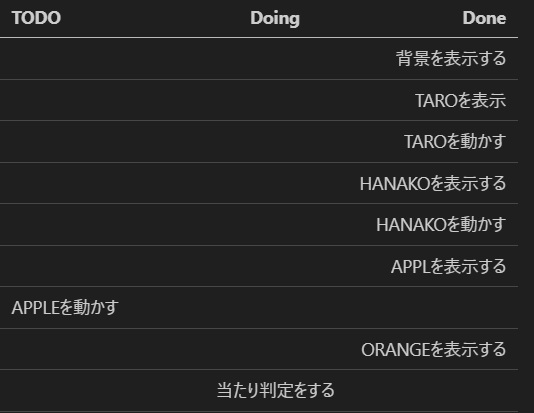 TODO Doing Done
背景を表示する
TAROを表示
TAROを動かす
HANAKOを表示する
HANAKOを動かす
APPLを表示する
APPLEを動かす
ORANGEを表示する
当たり判定をする